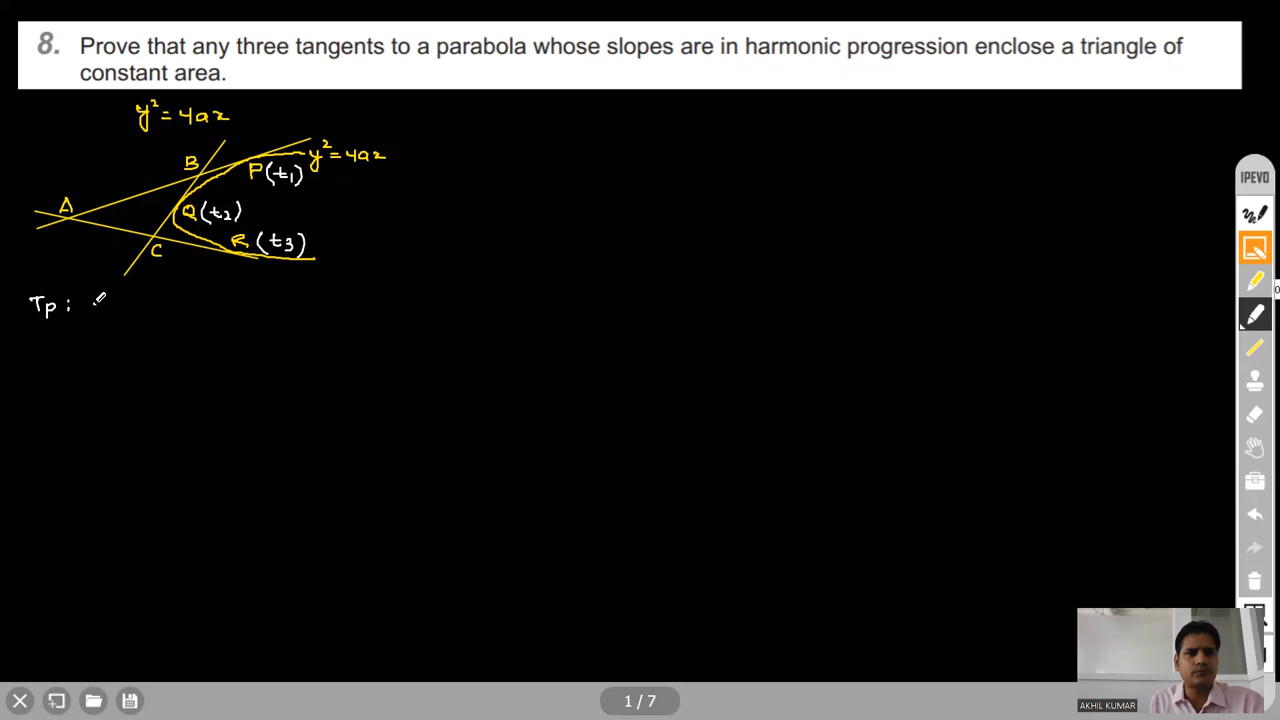 8. Prove that any three tangents to a parabola whose slopes are in harmonic progression enclose a triangle of
constant area.
y² = 4ax
y² = 4ax
B
P(t1)
A
Q(t2)
R(t3)
C
Tp :
IPEVO
1 / 7
AKHIL KUMAR